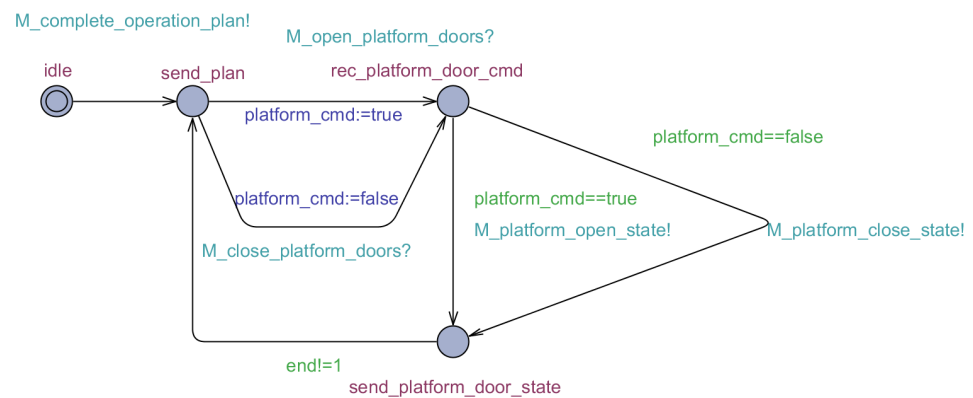 M_complete_operation_plan!
M_open_platform_doors?
idle
send_plan
rec_platform_door_cmd
platform_cmd:=true
platform_cmd==false
platform_cmd:=false
platform_cmd==true
M_platform_open_state!
M_platform_close_state!
M_close_platform_doors?
end!=1
send_platform_door_state